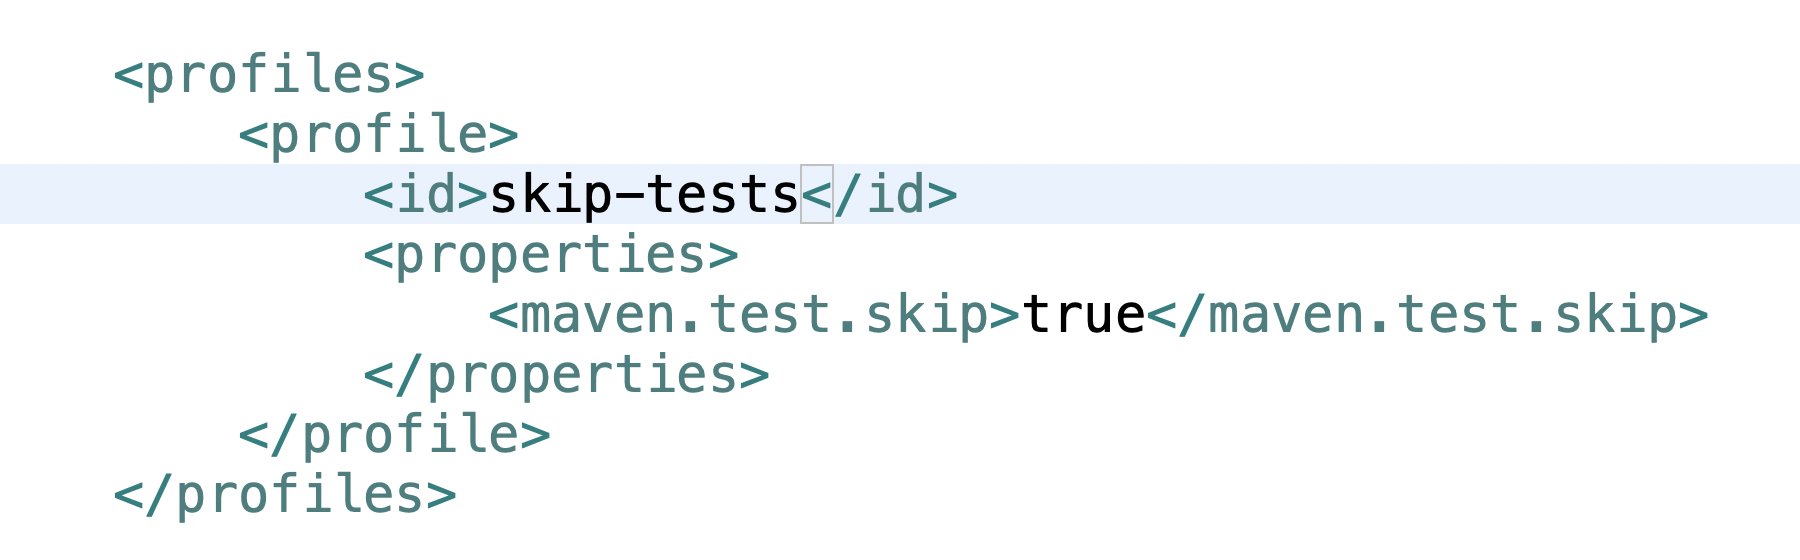 <profiles>
<profile>
<id>skip-tests</id>
<properties>
<maven.test.skip>true</maven.test.skip>
</properties>
</profile>
</profiles>